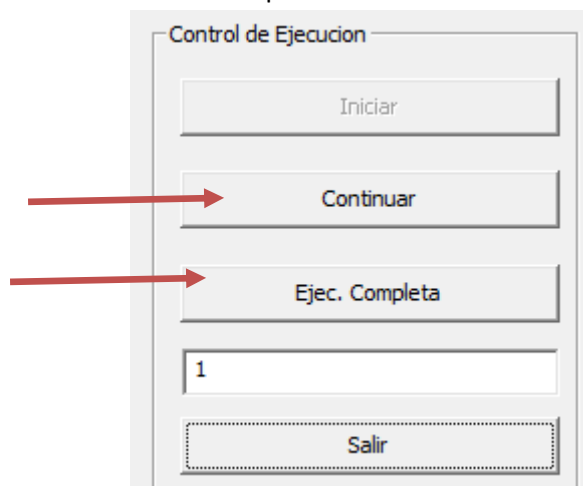 Control de Ejecucion
Iniciar
Continuar
Ejec. Completa
1
Salir